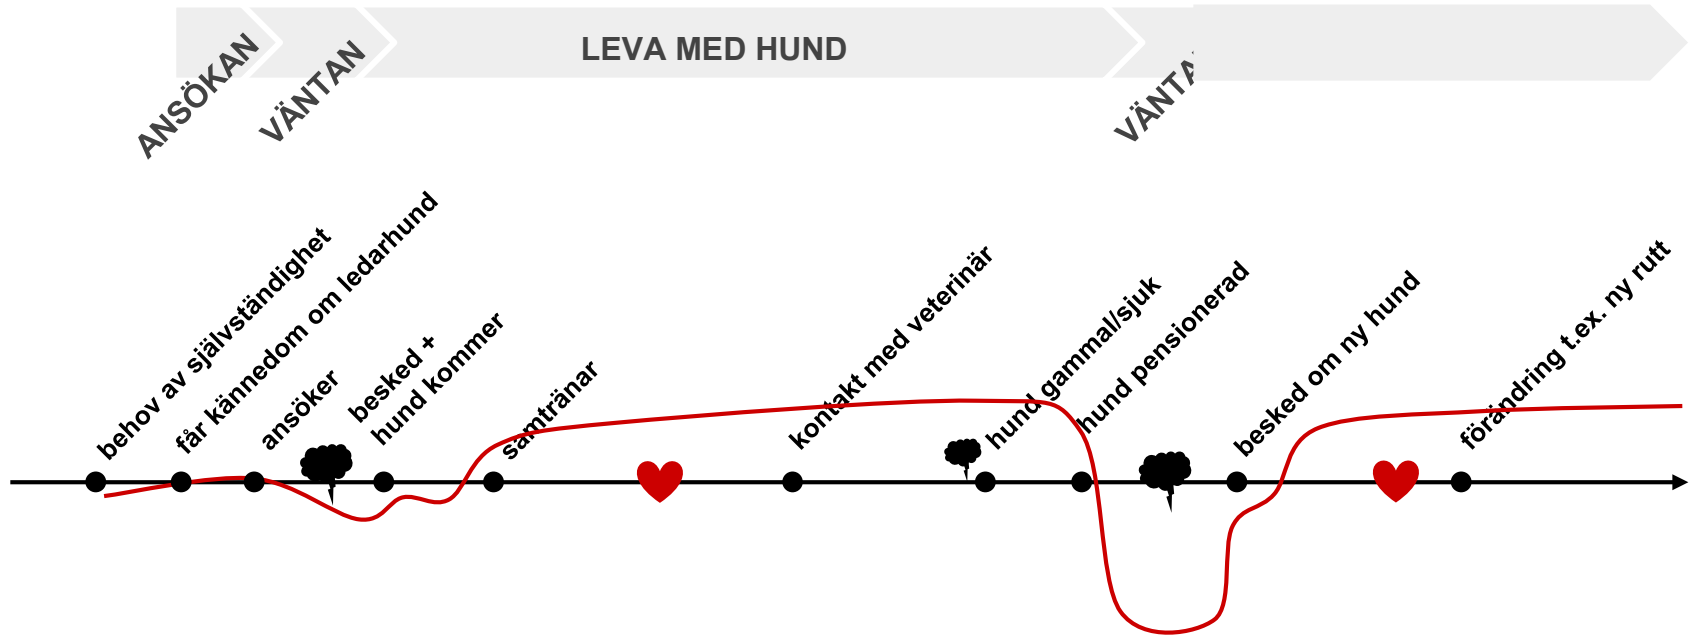 ANSÖKAN
VÄNTAN
LEVA MED HUND
VÄNTA
behov av självständighet
får kännedom om ledarhund
ansöker
besked +
hund kommer
samtränar
kontakt med veterinär
hund gammal/sjuk
hund pensionerad
besked om ny hund
förändring t.ex. ny rutt